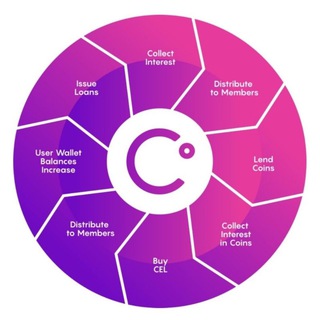 Collect
Interest
Distribute
to Members
Lend
Coins
Collect
Interest
in Coins
Buy
CEL
Distribute
to Members
User Wallet
Balances
Increase
Issue
Loans